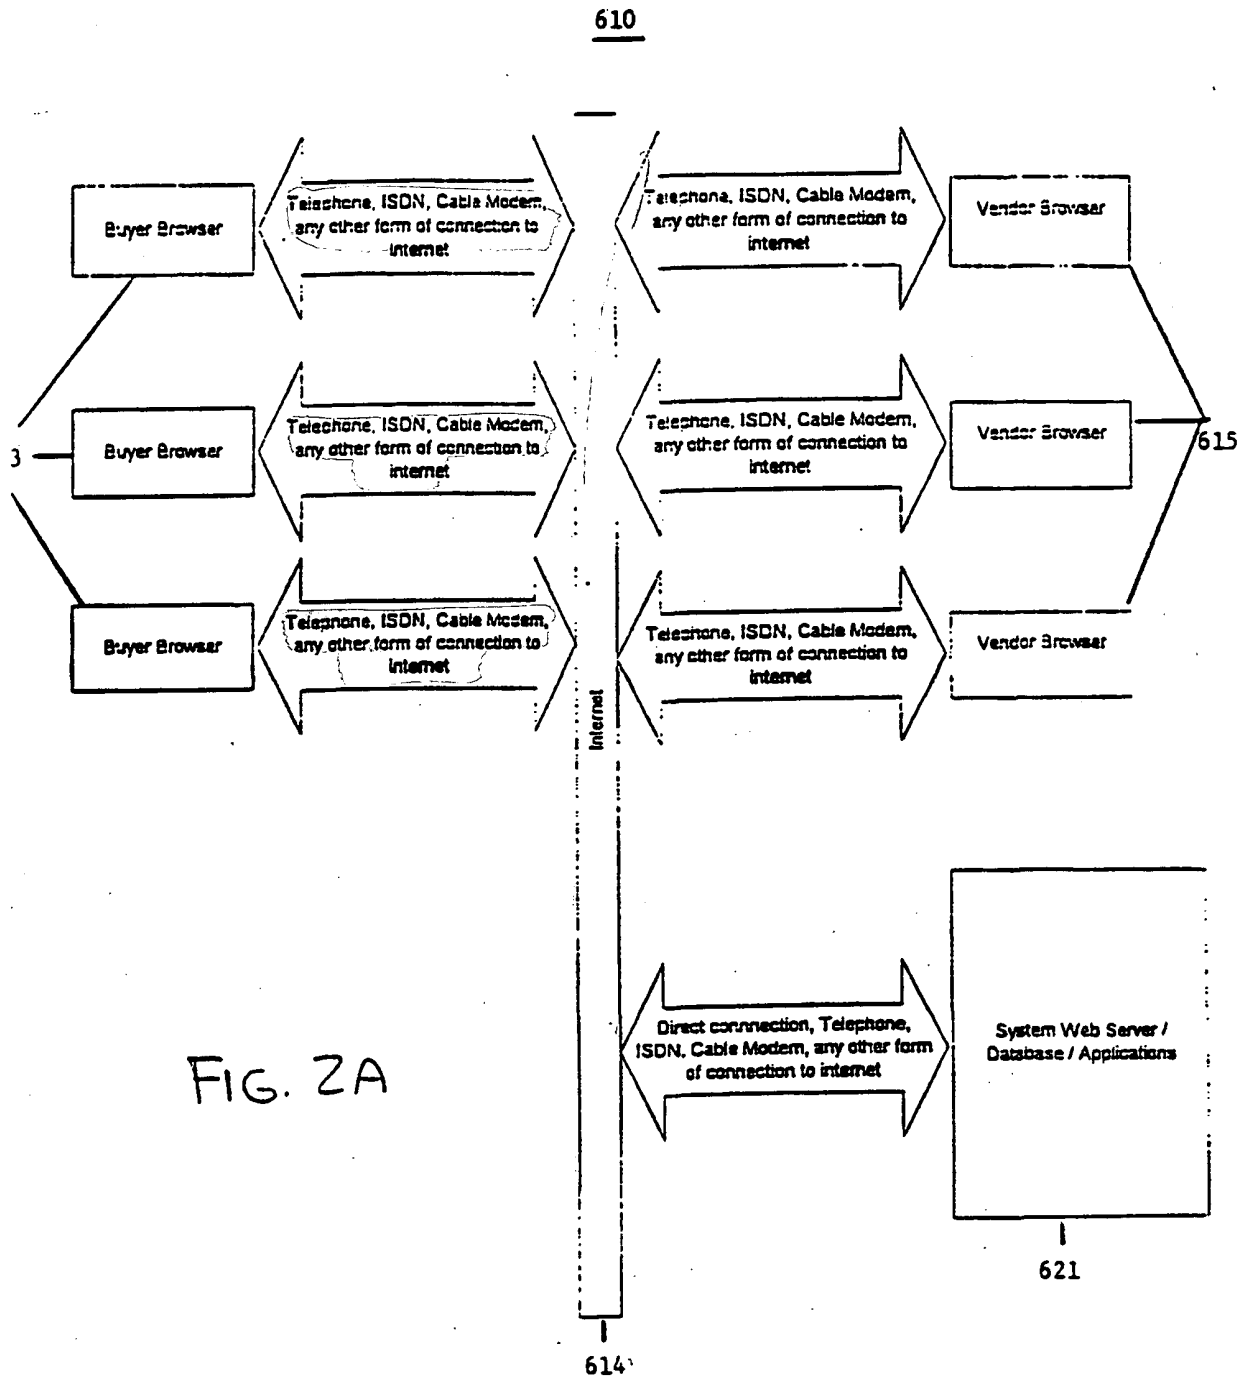 610
Telephone, ISDN, Cable Modem,
any other form of connection to
internet
Telephone, ISDN, Cable Modem,
any other form of connection to
internet
Buyer Browser
Vendor Browser
Telephone, ISDN, Cable Modem,
any other form of connection to
internet
Telephone, ISDN, Cable Modem,
any other form of connection to
internet
Buyer Browser
Vendor Browser
3
615
Telephone, ISDN, Cable Modem,
any other form of connection to
internet
Telephone, ISDN, Cable Modem,
any other form of connection to
internet
Buyer Browser
Vendor Browser
Internet
Direct connnection, Telephone,
ISDN, Cable Modem, any other form
of connection to internet
System Web Server /
Database / Applications
FIG. 2A
621
614